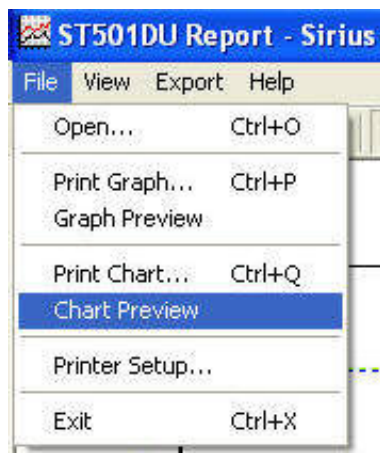 ST501DU Report - Sirius
File View Export Help
Open... Ctrl+O
Print Graph... Ctrl+P
Graph Preview
Print Chart... Ctrl+Q
Chart Preview
Printer Setup...
Exit Ctrl+X